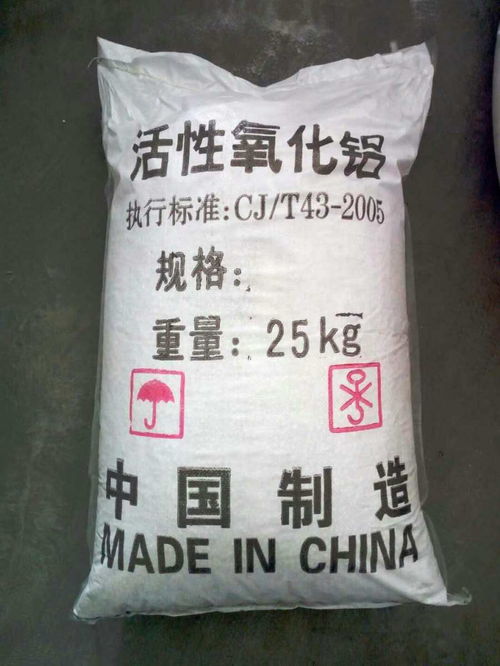 活性氧化铝
执行标准:CJ/T43-2005
规格:
重量: 25kg
中国制造
MADE IN CHINA